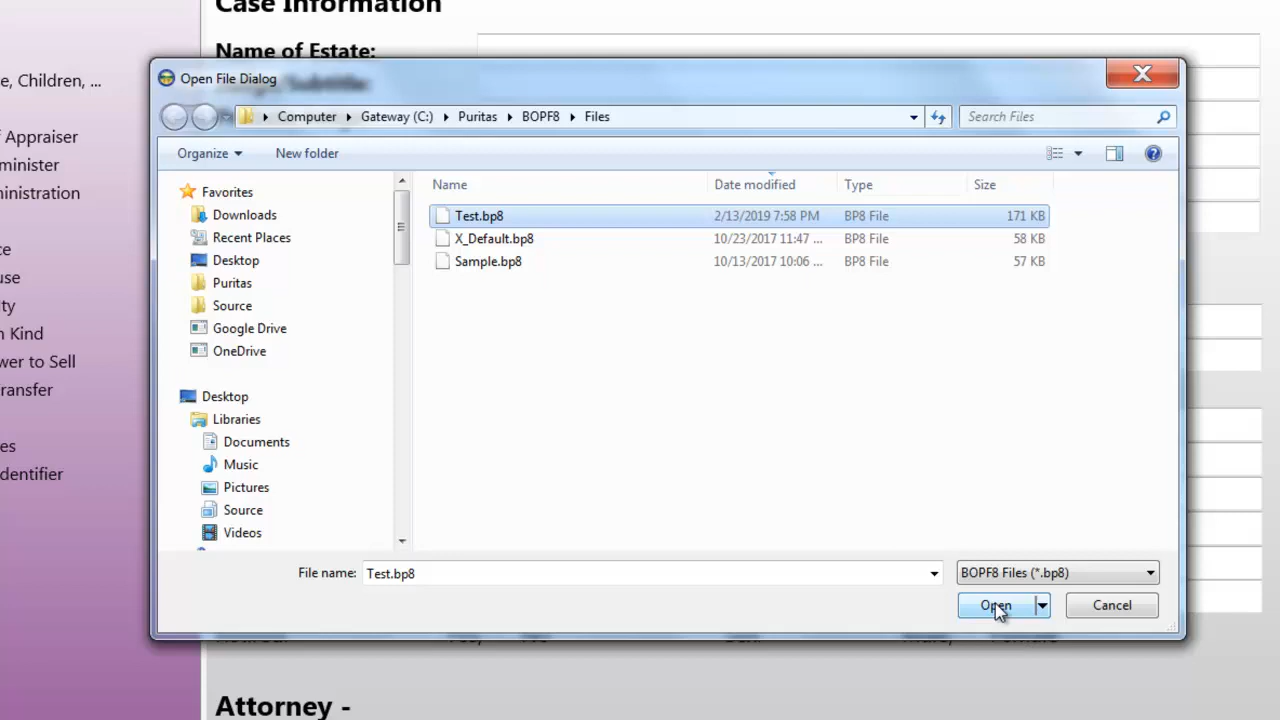 Case Information
Name of Estate:
e, Children, ...
f Appraiser
minister
ministration
ce
use
ty
n Kind
wer to Sell
ransfer
es
dentifier
Open File Dialog
Computer Gateway (C:) Puritas BOPF8 Files
Search Files
Organize New folder
Favorites
Downloads
Recent Places
Desktop
Puritas
Source
Google Drive
OneDrive
Desktop
Libraries
Documents
Music
Pictures
Source
Videos
Name Date modified Type Size
Test.bp8 2/13/2019 7:58 PM BP8 File 171 KB
X_Default.bp8 10/23/2017 11:47 ... BP8 File 58 KB
Sample.bp8 10/13/2017 10:06 ... BP8 File 57 KB
File name: Test.bp8 BOPF8 Files (*.bp8)
Open Cancel
Attorney -